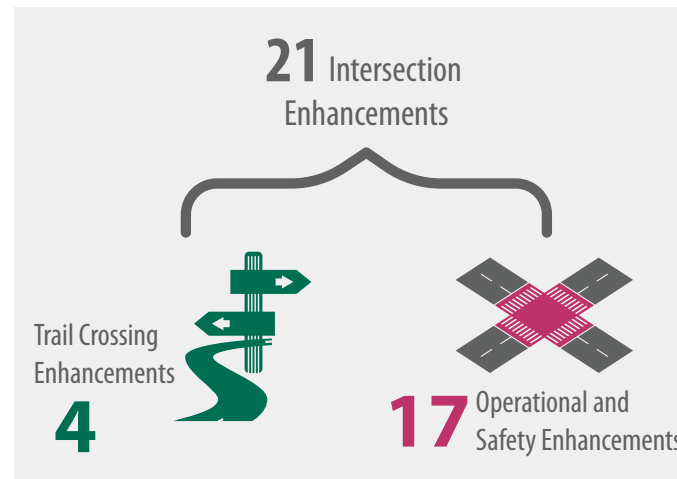 21 Intersection
Enhancements
Trail Crossing
Enhancements
4
17 Operational and
Safety Enhancements